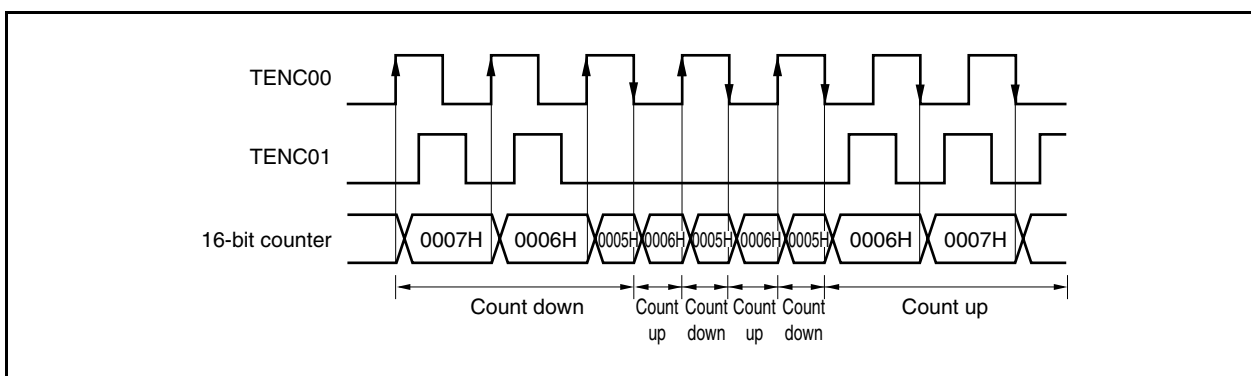 TENC00
TENC01
16-bit counter
0007H 0006H 0005H 0006H 0005H 0006H 0005H 0006H 0007H
Count down Count up Count down Count up Count down Count up